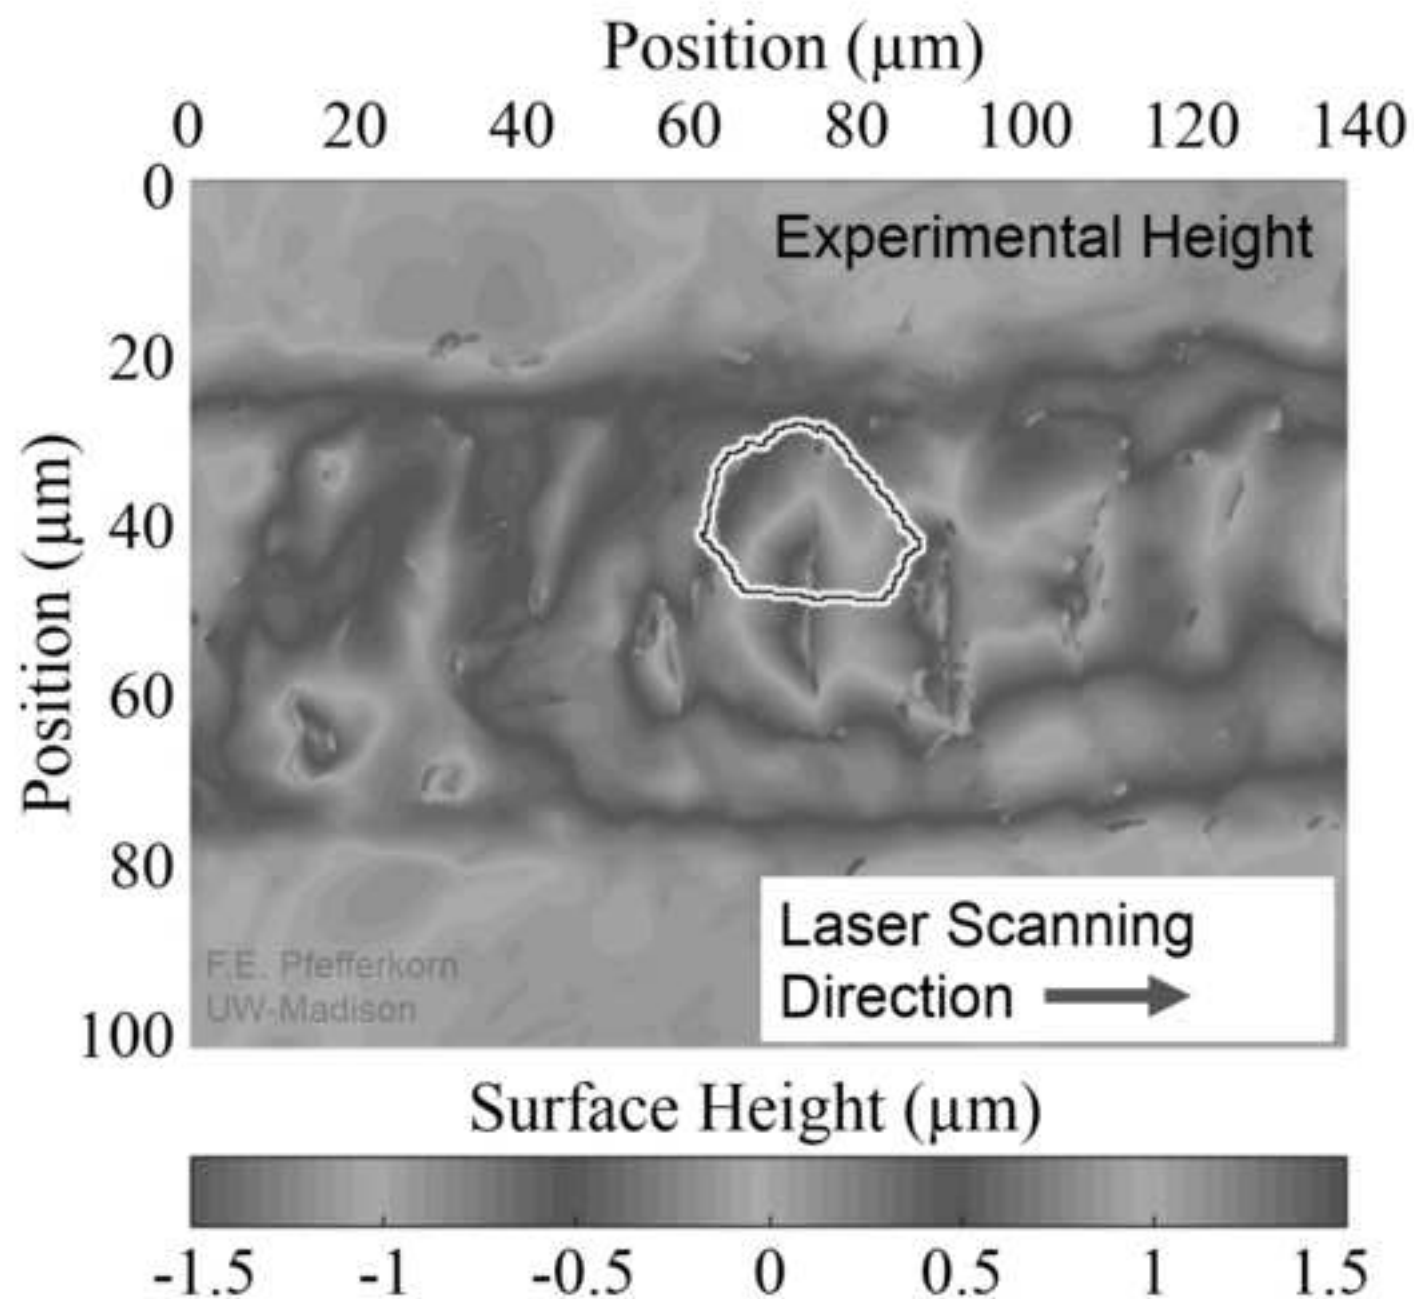 Position (μm)
0 20 40 60 80 100 120 140
0
20
40
60
80
100
Position (μm)
Experimental Height
Laser Scanning
Direction
F.E. Pfefferkorn
UW-Madison
Surface Height (μm)
-1.5 -1 -0.5 0 0.5 1 1.5